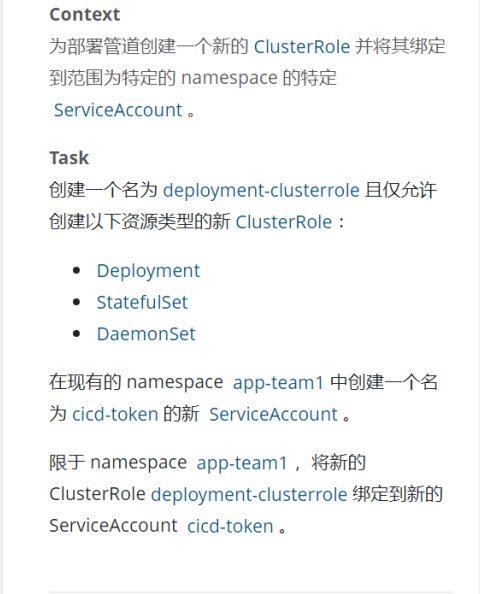 Context
为部署管道创建一个新的 ClusterRole 并将其绑定
到范围为特定的 namespace 的特定
ServiceAccount 。
Task
创建一个名为 deployment-clusterrole 且仅允许
创建以下资源类型的新 ClusterRole：
Deployment
StatefulSet
DaemonSet
在现有的 namespace app-team1 中创建一个名
为 cicd-token 的新 ServiceAccount 。
限于 namespace app-team1 ，将新的
ClusterRole deployment-clusterrole 绑定到新的
ServiceAccount cicd-token 。